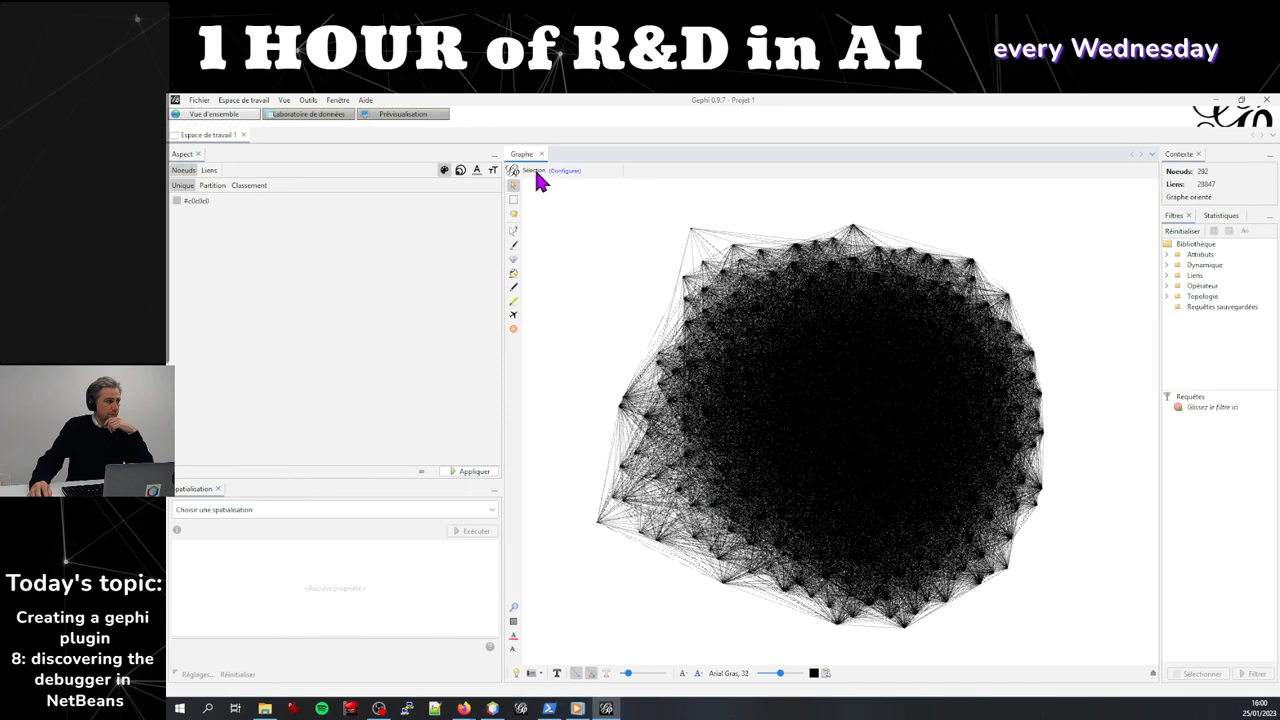 1 HOUR of R&D in AI
every Wednesday
Gephi 0.9.7 - Projet 1
Fichier Espace de travail Vue Outils Fenêtre Aide
Vue d'ensemble Laboratoire de données Prévisualisation
Espace de travail 1
Aspect
Noeuds Liens
Unique Partition Classement
#c0c0c0
Appliquer
Spatialisation
Choisir une spatialisation
Exécuter
<Aucune propriété>
Réglages... Réinitialiser
Graphe
Sélection (Configurer)
Arial Gras, 32
Contexte
Noeuds: 292
Liens: 28847
Graphe orienté
Filtres Statistiques
Réinitialiser
Bibliothèque
Attributs
Dynamique
Liens
Opérateur
Topologie
Requêtes sauvegardées
Requêtes
Glissez le filtre ici
Sélectionner Filtrer
Today's topic:
Creating a gephi
plugin
8: discovering the
debugger in
NetBeans
16:00
25/01/2023